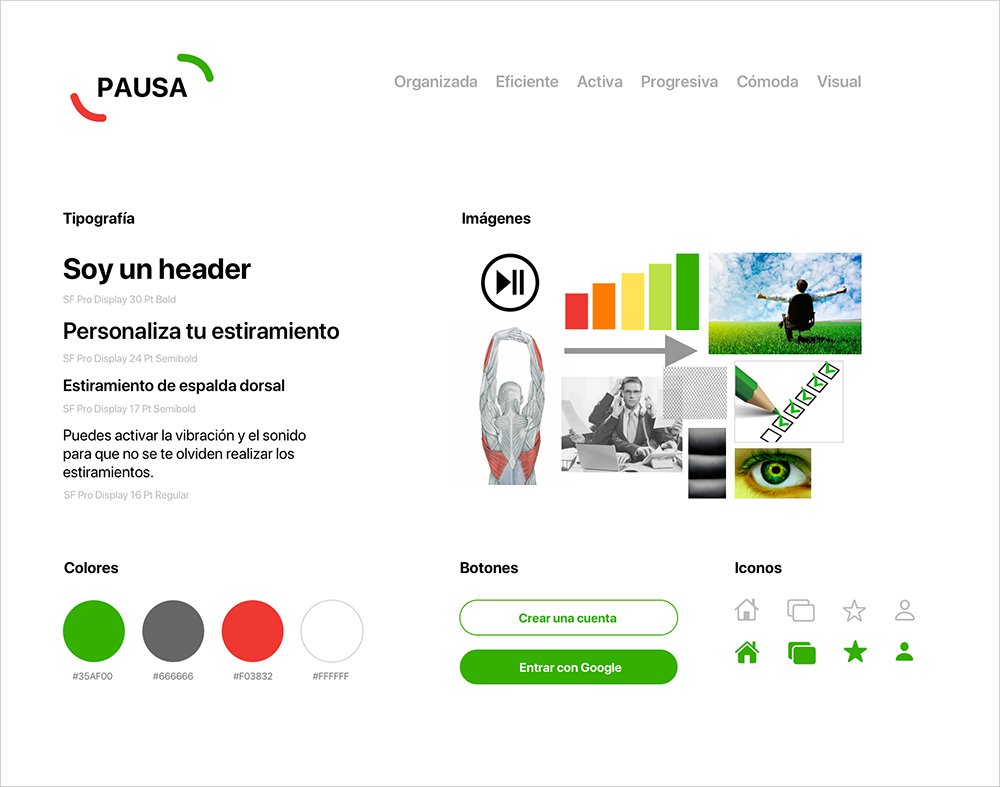 PAUSA
Organizada Eficiente Activa Progresiva Cómoda Visual
Tipografía
Soy un header
SF Pro Display 30 Pt Bold
Personaliza tu estiramiento
SF Pro Display 24 Pt Semibold
Estiramiento de espalda dorsal
SF Pro Display 17 Pt Semibold
Puedes activar la vibración y el sonido
para que no se te olviden realizar los
estiramientos.
SF Pro Display 16 Pt Regular
Imágenes
Colores
#35AF00
#666666
#F03832
#FFFFFF
Botones
Crear una cuenta
Entrar con Google
Iconos